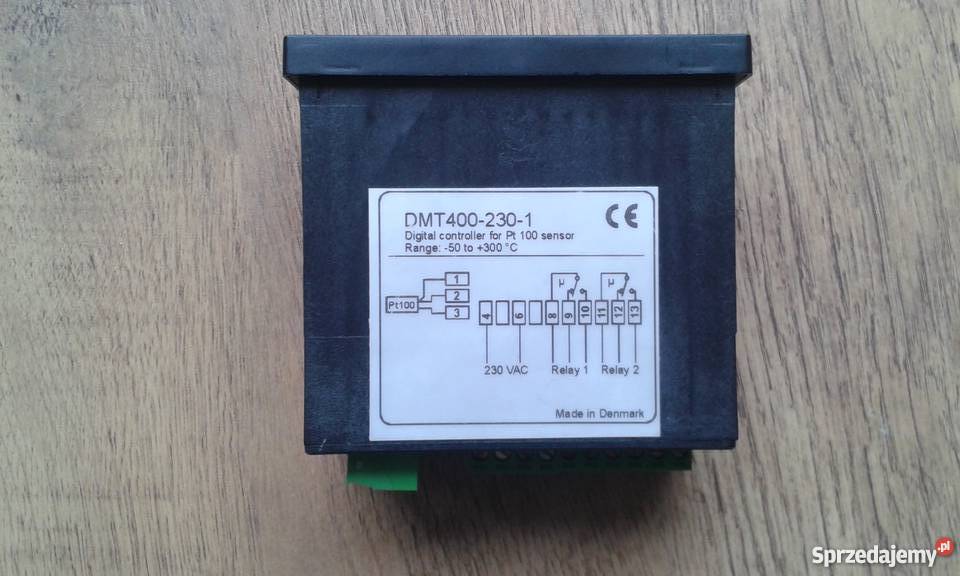 DMT400-230-1
CE
Digital controller for Pt 100 sensor
Range: -50 to +300 °C
1
2
3
Pt100
µ
µ
4 6 8 9 10 11 12 13
230 VAC Relay 1 Relay 2
Made in Denmark
Sprzedajemy.pl